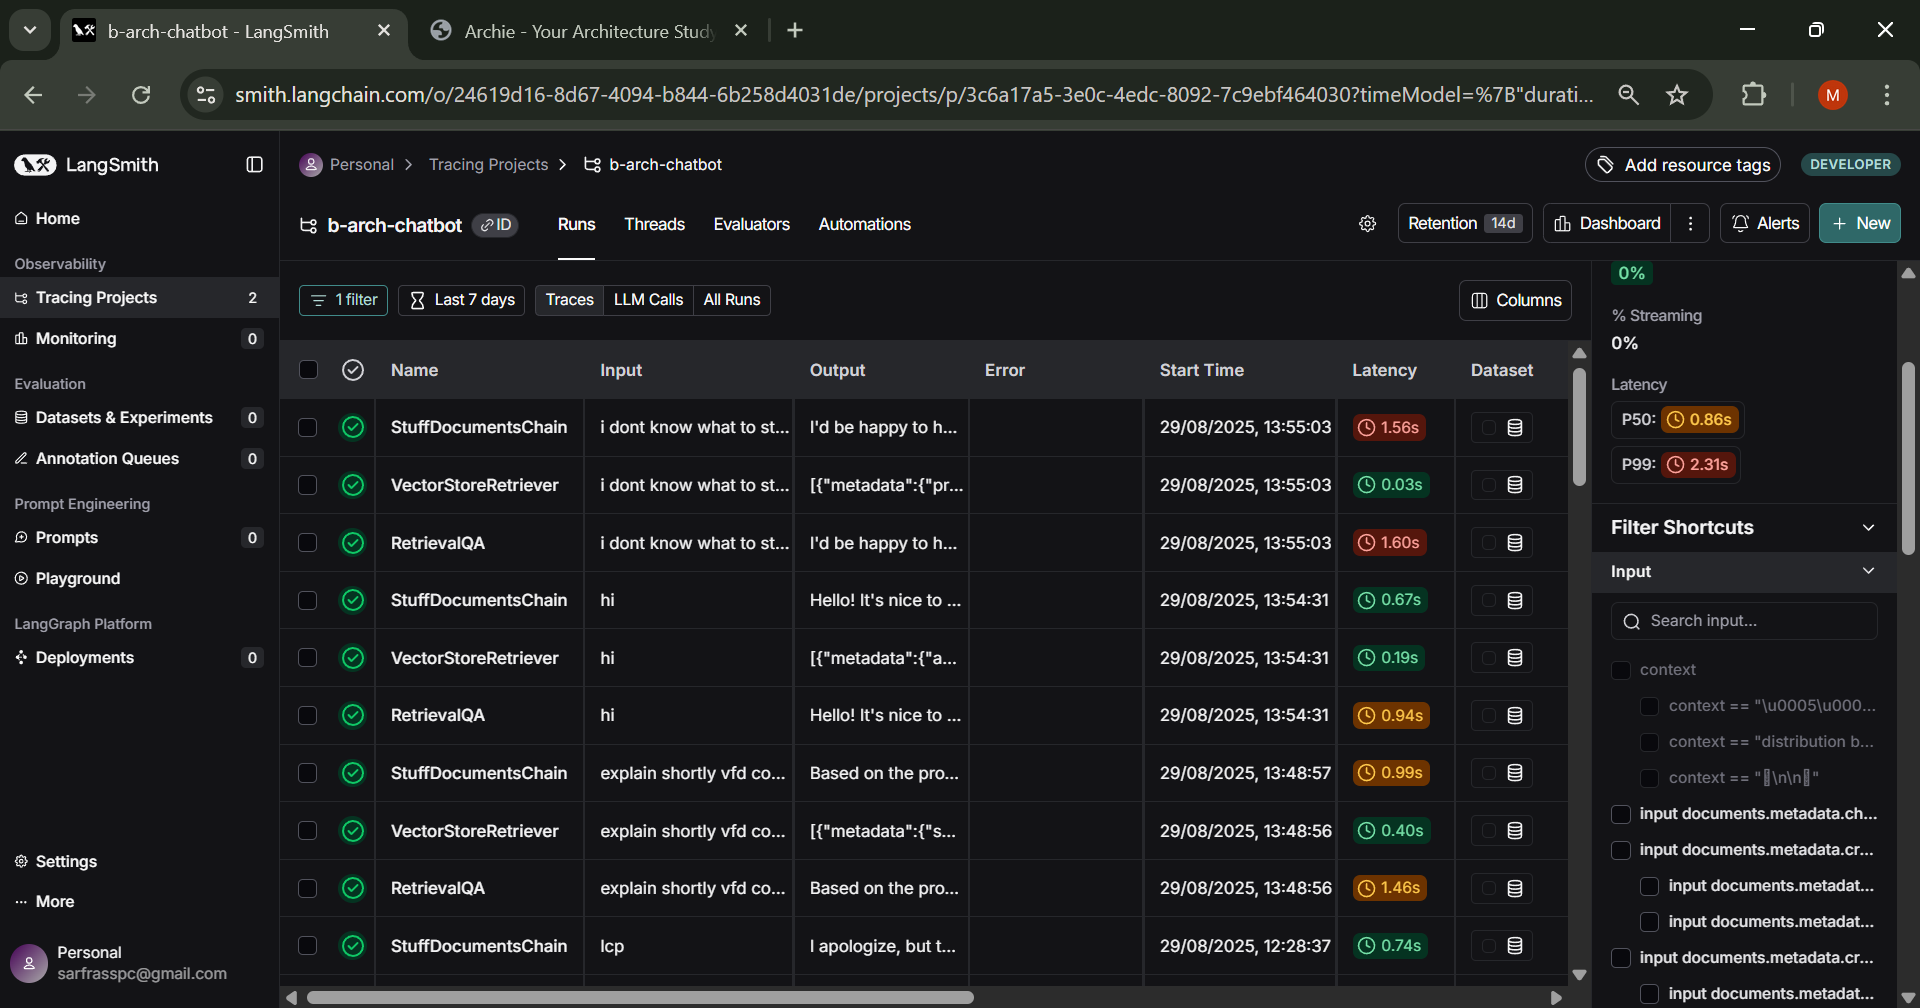 b-arch-chatbot - LangSmith
Archie - Your Architecture Study
smith.langchain.com/o/24619d16-8d67-4094-b844-6b258d4031de/projects/p/3c6a17a5-3e0c-4edc-8092-7c9ebf464030?timeModel=%7B"durati...
M
LangSmith
Personal > Tracing Projects > b-arch-chatbot
Add resource tags
DEVELOPER
Home
b-arch-chatbot ID
Runs Threads Evaluators Automations
Retention 14d
Dashboard
Alerts
+ New
Observability
Tracing Projects 2
Monitoring 0
Evaluation
Datasets & Experiments 0
Annotation Queues 0
Prompt Engineering
Prompts 0
Playground
LangGraph Platform
Deployments 0
Settings
... More
Personal
sarfrasspc@gmail.com
1 filter Last 7 days Traces LLM Calls All Runs Columns
Name Input Output Error Start Time Latency Dataset
StuffDocumentsChain i dont know what to st... I'd be happy to h... 29/08/2025, 13:55:03 1.56s
VectorStoreRetriever i dont know what to st... [{"metadata":{"pr... 29/08/2025, 13:55:03 0.03s
RetrievalQA i dont know what to st... I'd be happy to h... 29/08/2025, 13:55:03 1.60s
StuffDocumentsChain hi Hello! It's nice to ... 29/08/2025, 13:54:31 0.67s
VectorStoreRetriever hi [{"metadata":{"a... 29/08/2025, 13:54:31 0.19s
RetrievalQA hi Hello! It's nice to ... 29/08/2025, 13:54:31 0.94s
StuffDocumentsChain explain shortly vfd co... Based on the pro... 29/08/2025, 13:48:57 0.99s
VectorStoreRetriever explain shortly vfd co... [{"metadata":{"s... 29/08/2025, 13:48:56 0.40s
RetrievalQA explain shortly vfd co... Based on the pro... 29/08/2025, 13:48:56 1.46s
StuffDocumentsChain lcp I apologize, but t... 29/08/2025, 12:28:37 0.74s
0%
% Streaming
0%
Latency
P50: 0.86s
P99: 2.31s
Filter Shortcuts
Input
Search input...
context
context == "\u0005\u000...
context == "distribution b...
context == "▯\n\n▯"
input documents.metadata.ch...
input documents.metadata.cr...
input documents.metadat...
input documents.metadat...
input documents.metadata.cr...
input documents.metadat...